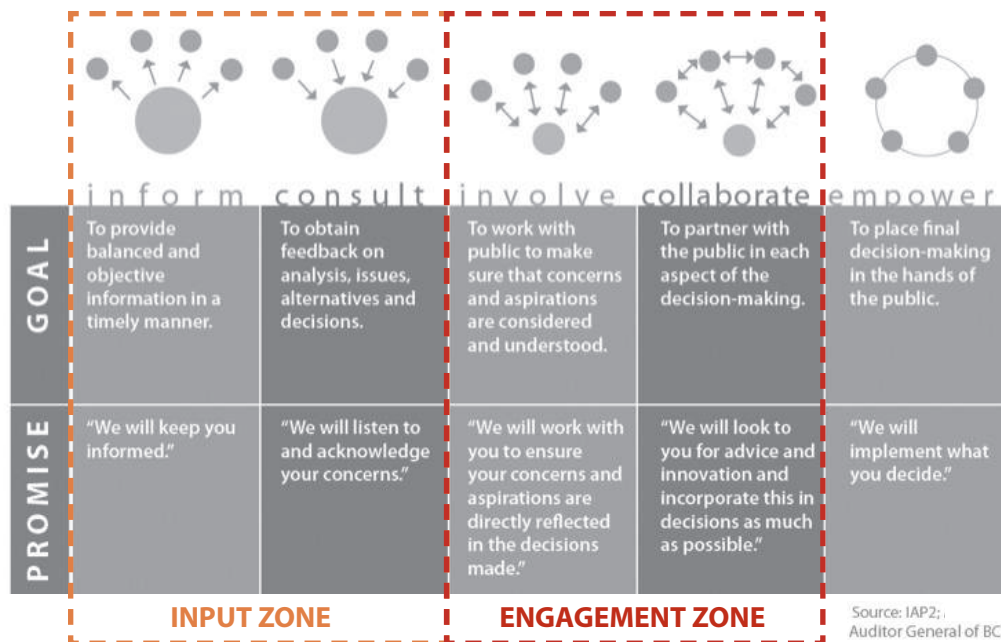 inform
consult
involve
collaborate
empower
GOAL
To provide
balanced and
objective
information in a
timely manner.
To obtain
feedback on
analysis, issues,
alternatives and
decisions.
To work with
public to make
sure that concerns
and aspirations
are considered
and understood.
To partner with
the public in each
aspect of the
decision-making.
To place final
decision-making
in the hands of
the public.
PROMISE
“We will keep you
informed.”
“We will listen to
and acknowledge
your concerns.”
“We will work with
you to ensure
your concerns and
aspirations are
directly reflected
in the decisions
made.”
“We will look to
you for advice and
innovation and
incorporate this in
decisions as much
as possible.”
“We will
implement what
you decide.”
INPUT ZONE
ENGAGEMENT ZONE
Source: IAP2;
Auditor General of BC